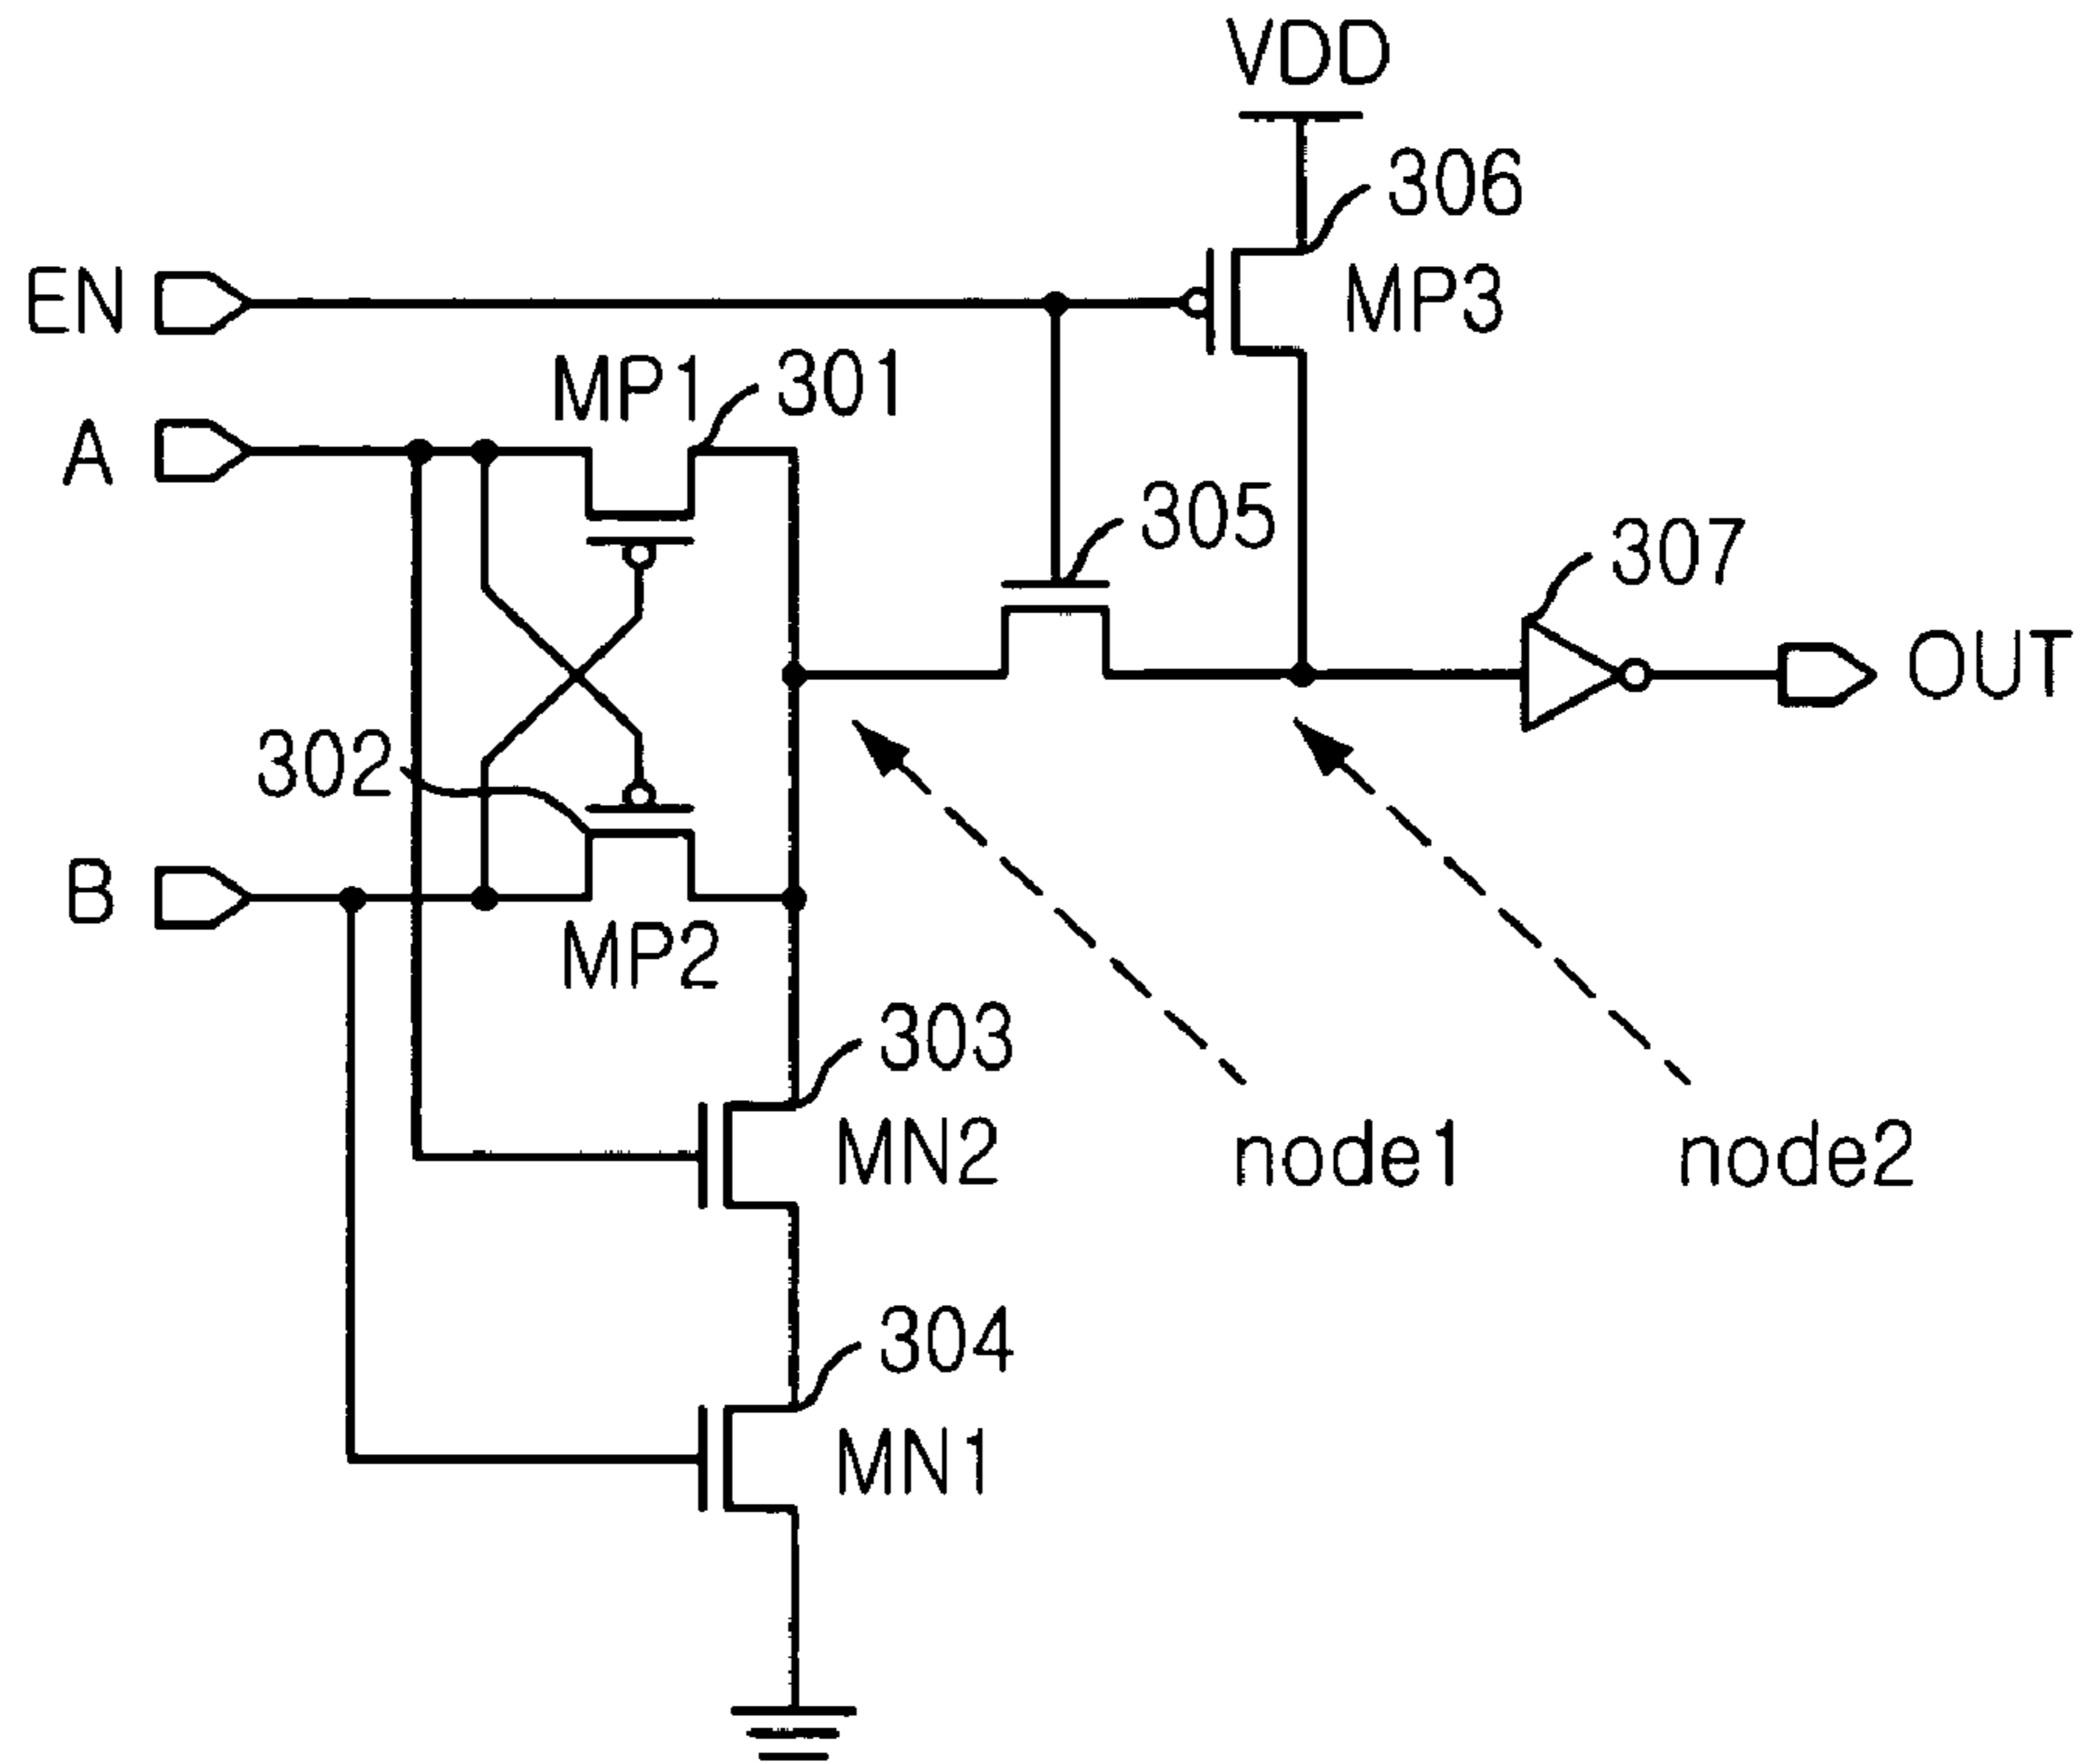 VDD
306
EN
MP3
MP1
301
A
305
307
OUT
302
B
MP2
303
MN2
node1
node2
304
MN1